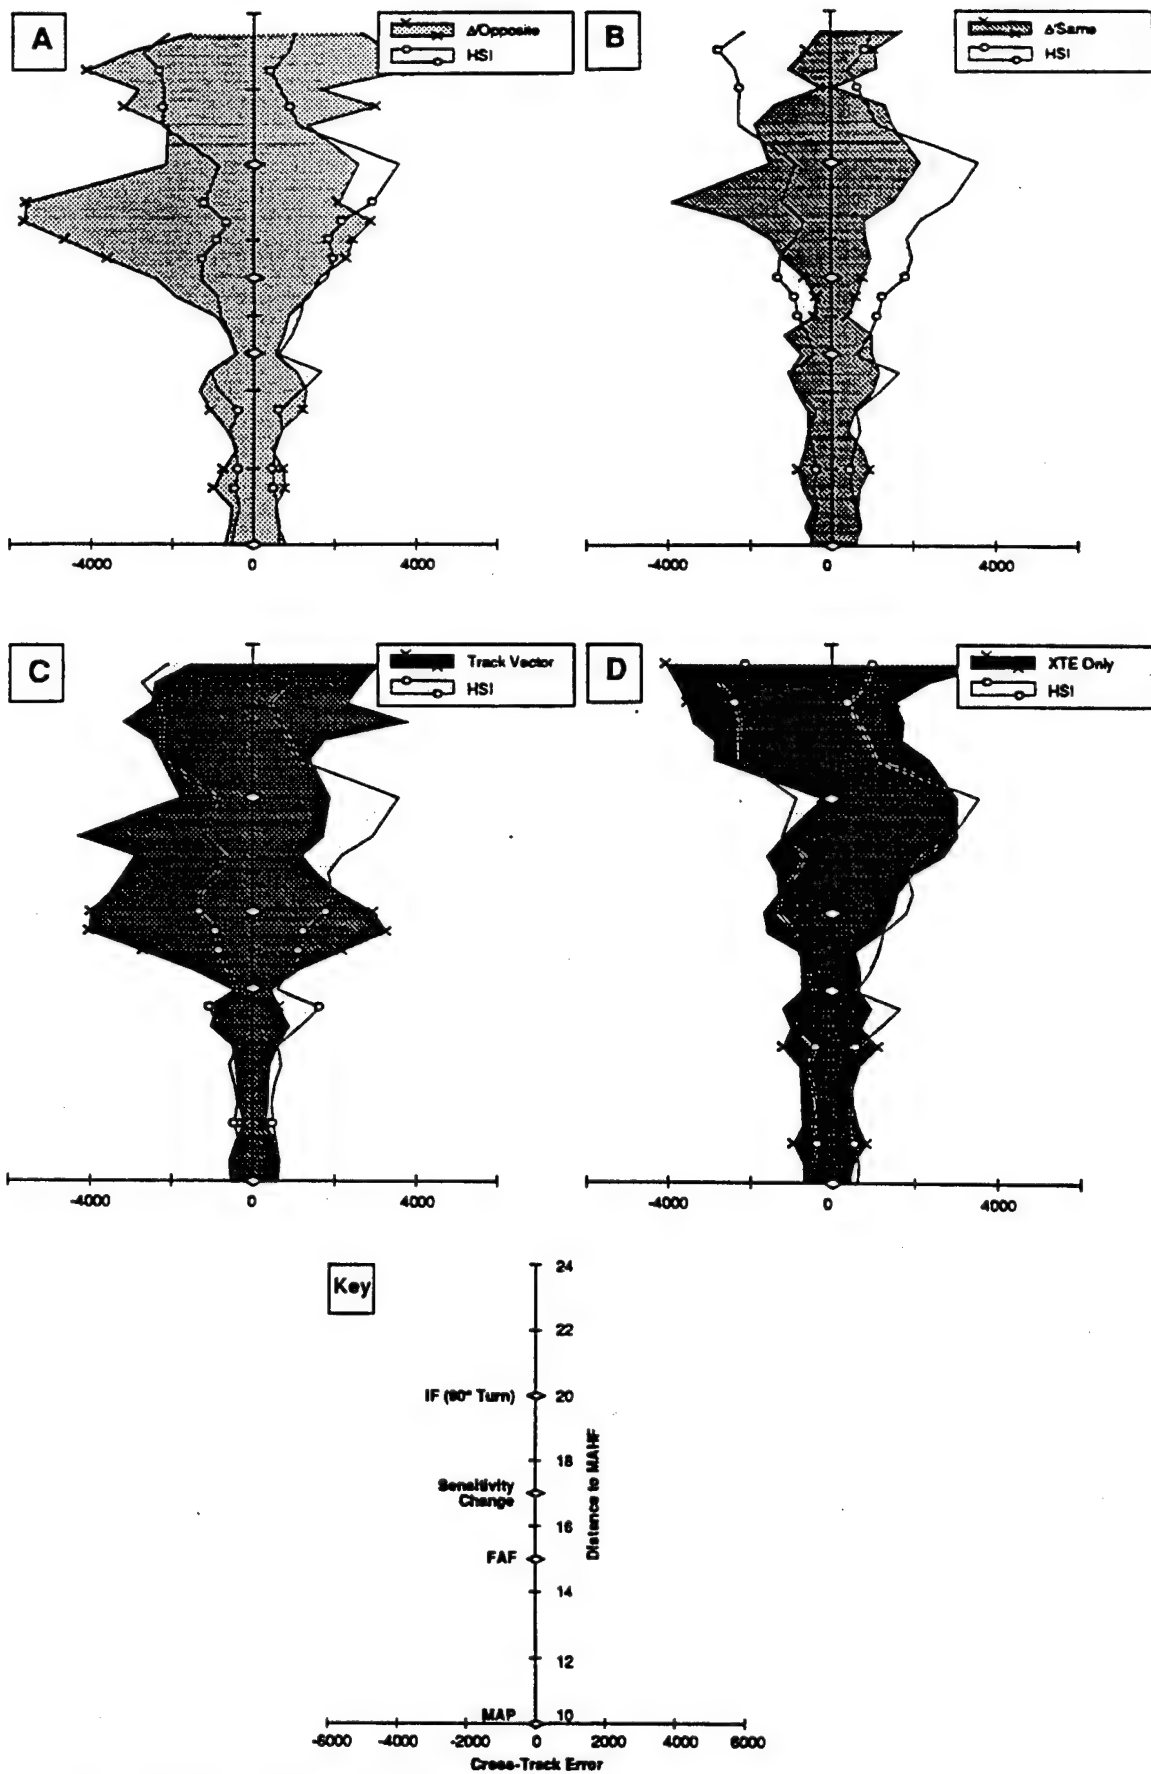 A
Δ/Opposite
HSI
B
Δ/Same
HSI
-4000 0 4000
-4000 0 4000
C
Track Vector
HSI
D
XTE Only
HSI
-4000 0 4000
-4000 0 4000
Key
24
22
IF (90° Turn) 20
18
Sensitivity
Change
16
FAF
14
12
MAP 10
Distance to MAHF
-6000 -4000 -2000 0 2000 4000 6000
Cross-Track Error